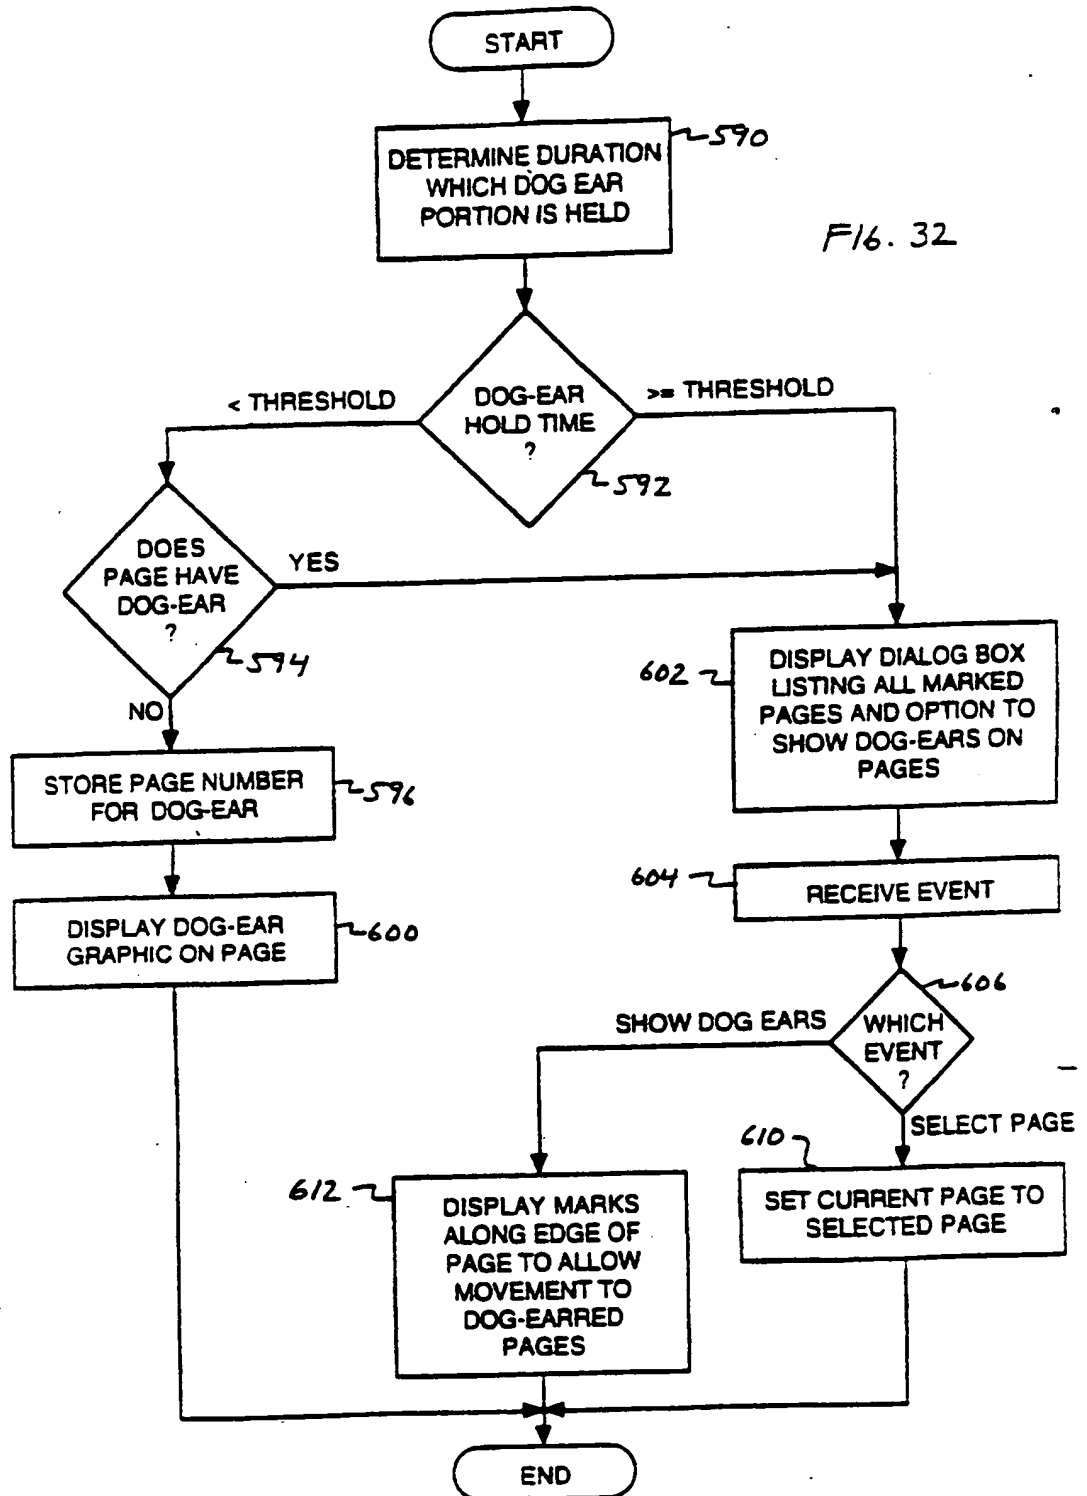 START
590
DETERMINE DURATION
WHICH DOG EAR
PORTION IS HELD
FIG. 32
< THRESHOLD
DOG-EAR
HOLD TIME
?
>= THRESHOLD
592
DOES
PAGE HAVE
DOG-EAR
?
YES
594
NO
602
DISPLAY DIALOG BOX
LISTING ALL MARKED
PAGES AND OPTION TO
SHOW DOG-EARS ON
PAGES
STORE PAGE NUMBER
FOR DOG-EAR
596
604
RECEIVE EVENT
DISPLAY DOG-EAR
GRAPHIC ON PAGE
600
606
SHOW DOG EARS
WHICH
EVENT
?
SELECT PAGE
610
612
DISPLAY MARKS
ALONG EDGE OF
PAGE TO ALLOW
MOVEMENT TO
DOG-EARRED
PAGES
SET CURRENT PAGE TO
SELECTED PAGE
END